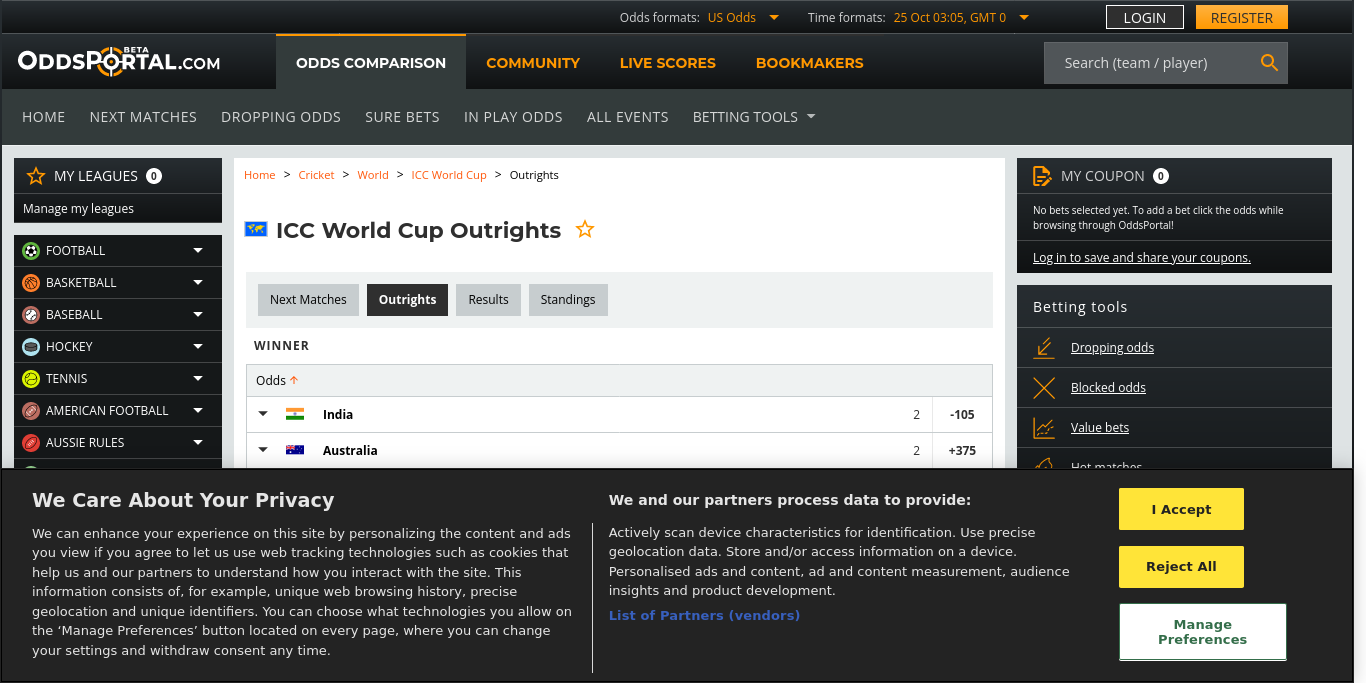 Odds formats: US Odds Time formats: 25 Oct 03:05, GMT 0 LOGIN REGISTER
ODDSPORTAL.COM BETA ODDS COMPARISON COMMUNITY LIVE SCORES BOOKMAKERS Search (team / player)
HOME NEXT MATCHES DROPPING ODDS SURE BETS IN PLAY ODDS ALL EVENTS BETTING TOOLS
MY LEAGUES 0
Manage my leagues
FOOTBALL
BASKETBALL
BASEBALL
HOCKEY
TENNIS
AMERICAN FOOTBALL
AUSSIE RULES
Home > Cricket > World > ICC World Cup > Outrights
ICC World Cup Outrights
Next Matches Outrights Results Standings
WINNER
Odds
India 2 -105
Australia 2 +375
MY COUPON 0
No bets selected yet. To add a bet click the odds while
browsing through OddsPortal!
Log in to save and share your coupons.
Betting tools
Dropping odds
Blocked odds
Value bets
Hot matches
We Care About Your Privacy
We can enhance your experience on this site by personalizing the content and ads
you view if you agree to let us use web tracking technologies such as cookies that
help us and our partners to understand how you interact with the site. This
information consists of, for example, unique web browsing history, precise
geolocation and unique identifiers. You can choose what technologies you allow on
the ‘Manage Preferences’ button located on every page, where you can change
your settings and withdraw consent any time.
We and our partners process data to provide:
Actively scan device characteristics for identification. Use precise
geolocation data. Store and/or access information on a device.
Personalised ads and content, ad and content measurement, audience
insights and product development.
List of Partners (vendors)
I Accept
Reject All
Manage
Preferences